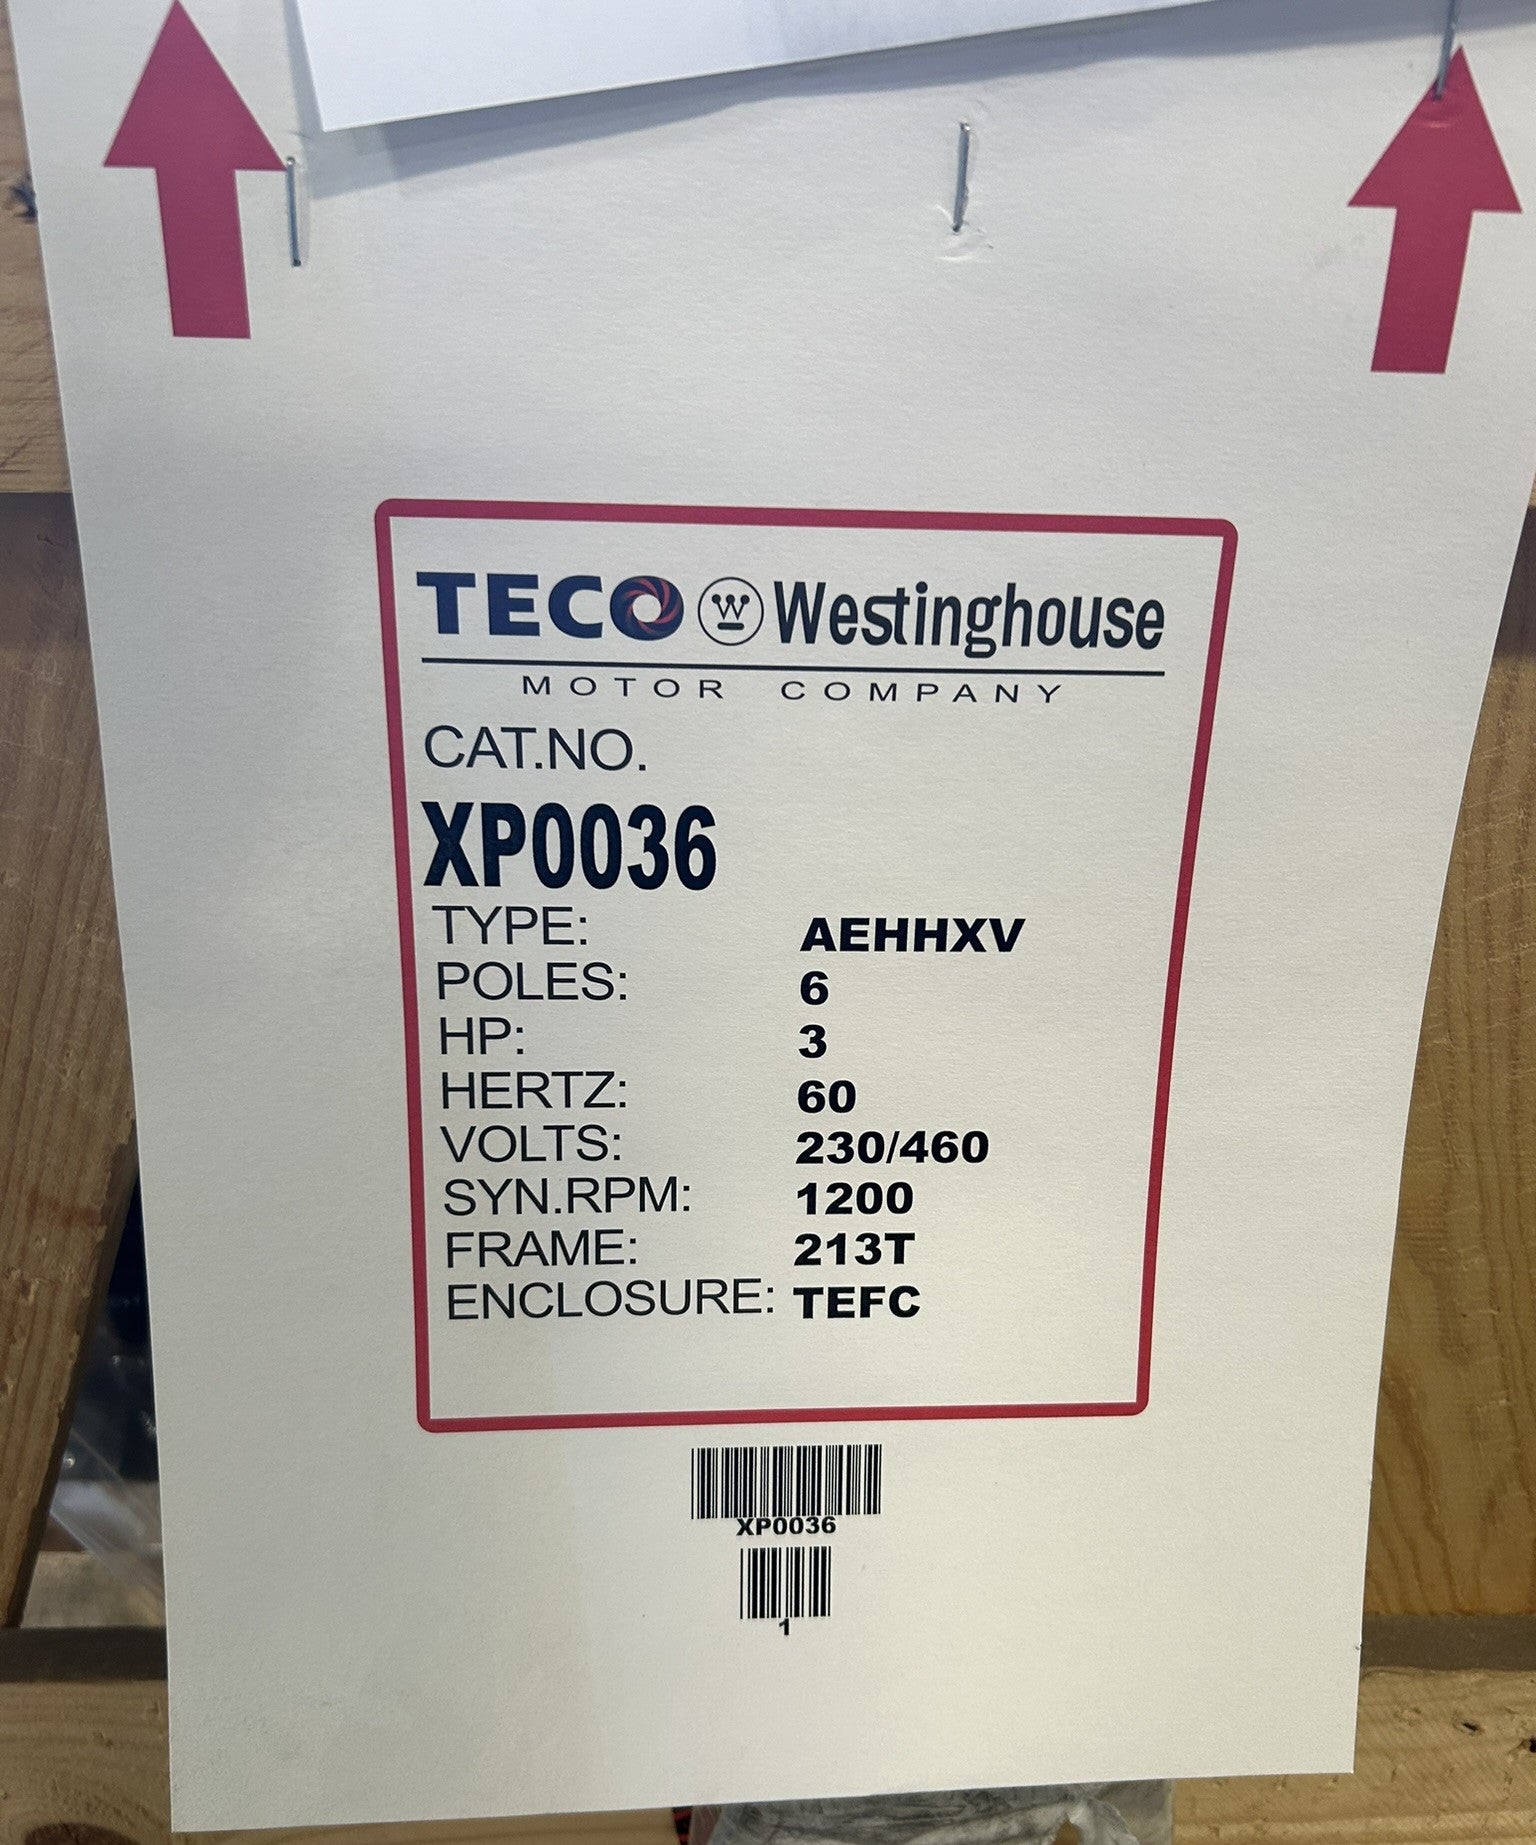 TECO W Westinghouse
MOTOR COMPANY
CAT.NO.
XP0036
TYPE: AEHHXV
POLES: 6
HP: 3
HERTZ: 60
VOLTS: 230/460
SYN.RPM: 1200
FRAME: 213T
ENCLOSURE: TEFC
XP0036
1